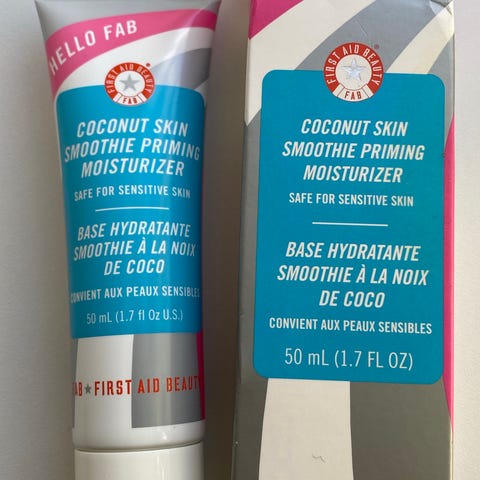 HELLO FAB
FIRST AID BEAUTY
FAB
COCONUT SKIN
SMOOTHIE PRIMING
MOISTURIZER
SAFE FOR SENSITIVE SKIN
BASE HYDRATANTE
SMOOTHIE À LA NOIX
DE COCO
CONVIENT AUX PEAUX SENSIBLES
50 mL (1.7 fl Oz U.S.)
FAB FIRST AID BEAUTY
FIRST AID BEAUTY
FAB
COCONUT SKIN
SMOOTHIE PRIMING
MOISTURIZER
SAFE FOR SENSITIVE SKIN
BASE HYDRATANTE
SMOOTHIE À LA NOIX
DE COCO
CONVIENT AUX PEAUX SENSIBLES
50 mL (1.7 FL OZ)